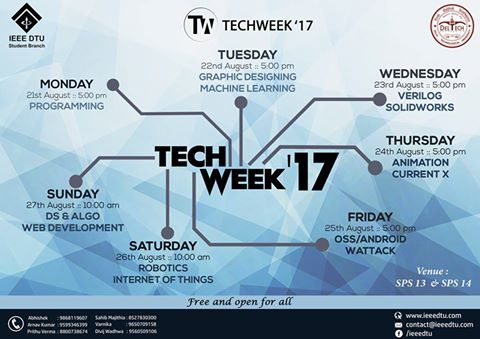 IEEE DTU
Student Branch
TW TECHWEEK '17
DELTECH
MONDAY
21st August :: 5:00 pm
PROGRAMMING
TUESDAY
22nd August :: 5:00 pm
GRAPHIC DESIGNING
MACHINE LEARNING
WEDNESDAY
23rd August :: 5:00 pm
VERILOG
SOLIDWORKS
THURSDAY
24th August :: 5:00 pm
ANIMATION
CURRENT X
TECH
WEEK '17
SUNDAY
27th August :: 10:00 am
DS & ALGO
WEB DEVELOPMENT
SATURDAY
26th August :: 10:00 am
ROBOTICS
INTERNET OF THINGS
FRIDAY
25th August :: 5:00 pm
OSS/ANDROID
WATTACK
Venue :
SPS 13 & SPS 14
Free and open for all
Abhishek : 9868119607
Arnav Kumar : 9599346399
Prithu Verma : 8800738674
Sahib Majithia : 8527830300
Varnika : 9650709158
Divij Wadhwa : 9560509106
www.ieeedtu.com
contact@ieeedtu.com
/ieeedtu